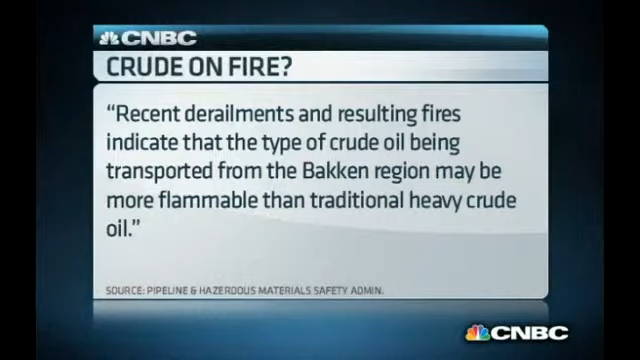 CNBC
CRUDE ON FIRE?
“Recent derailments and resulting fires
indicate that the type of crude oil being
transported from the Bakken region may be
more flammable than traditional heavy crude
oil.”
SOURCE: PIPELINE & HAZERDOUS MATERIALS SAFETY ADMIN.
CNBC